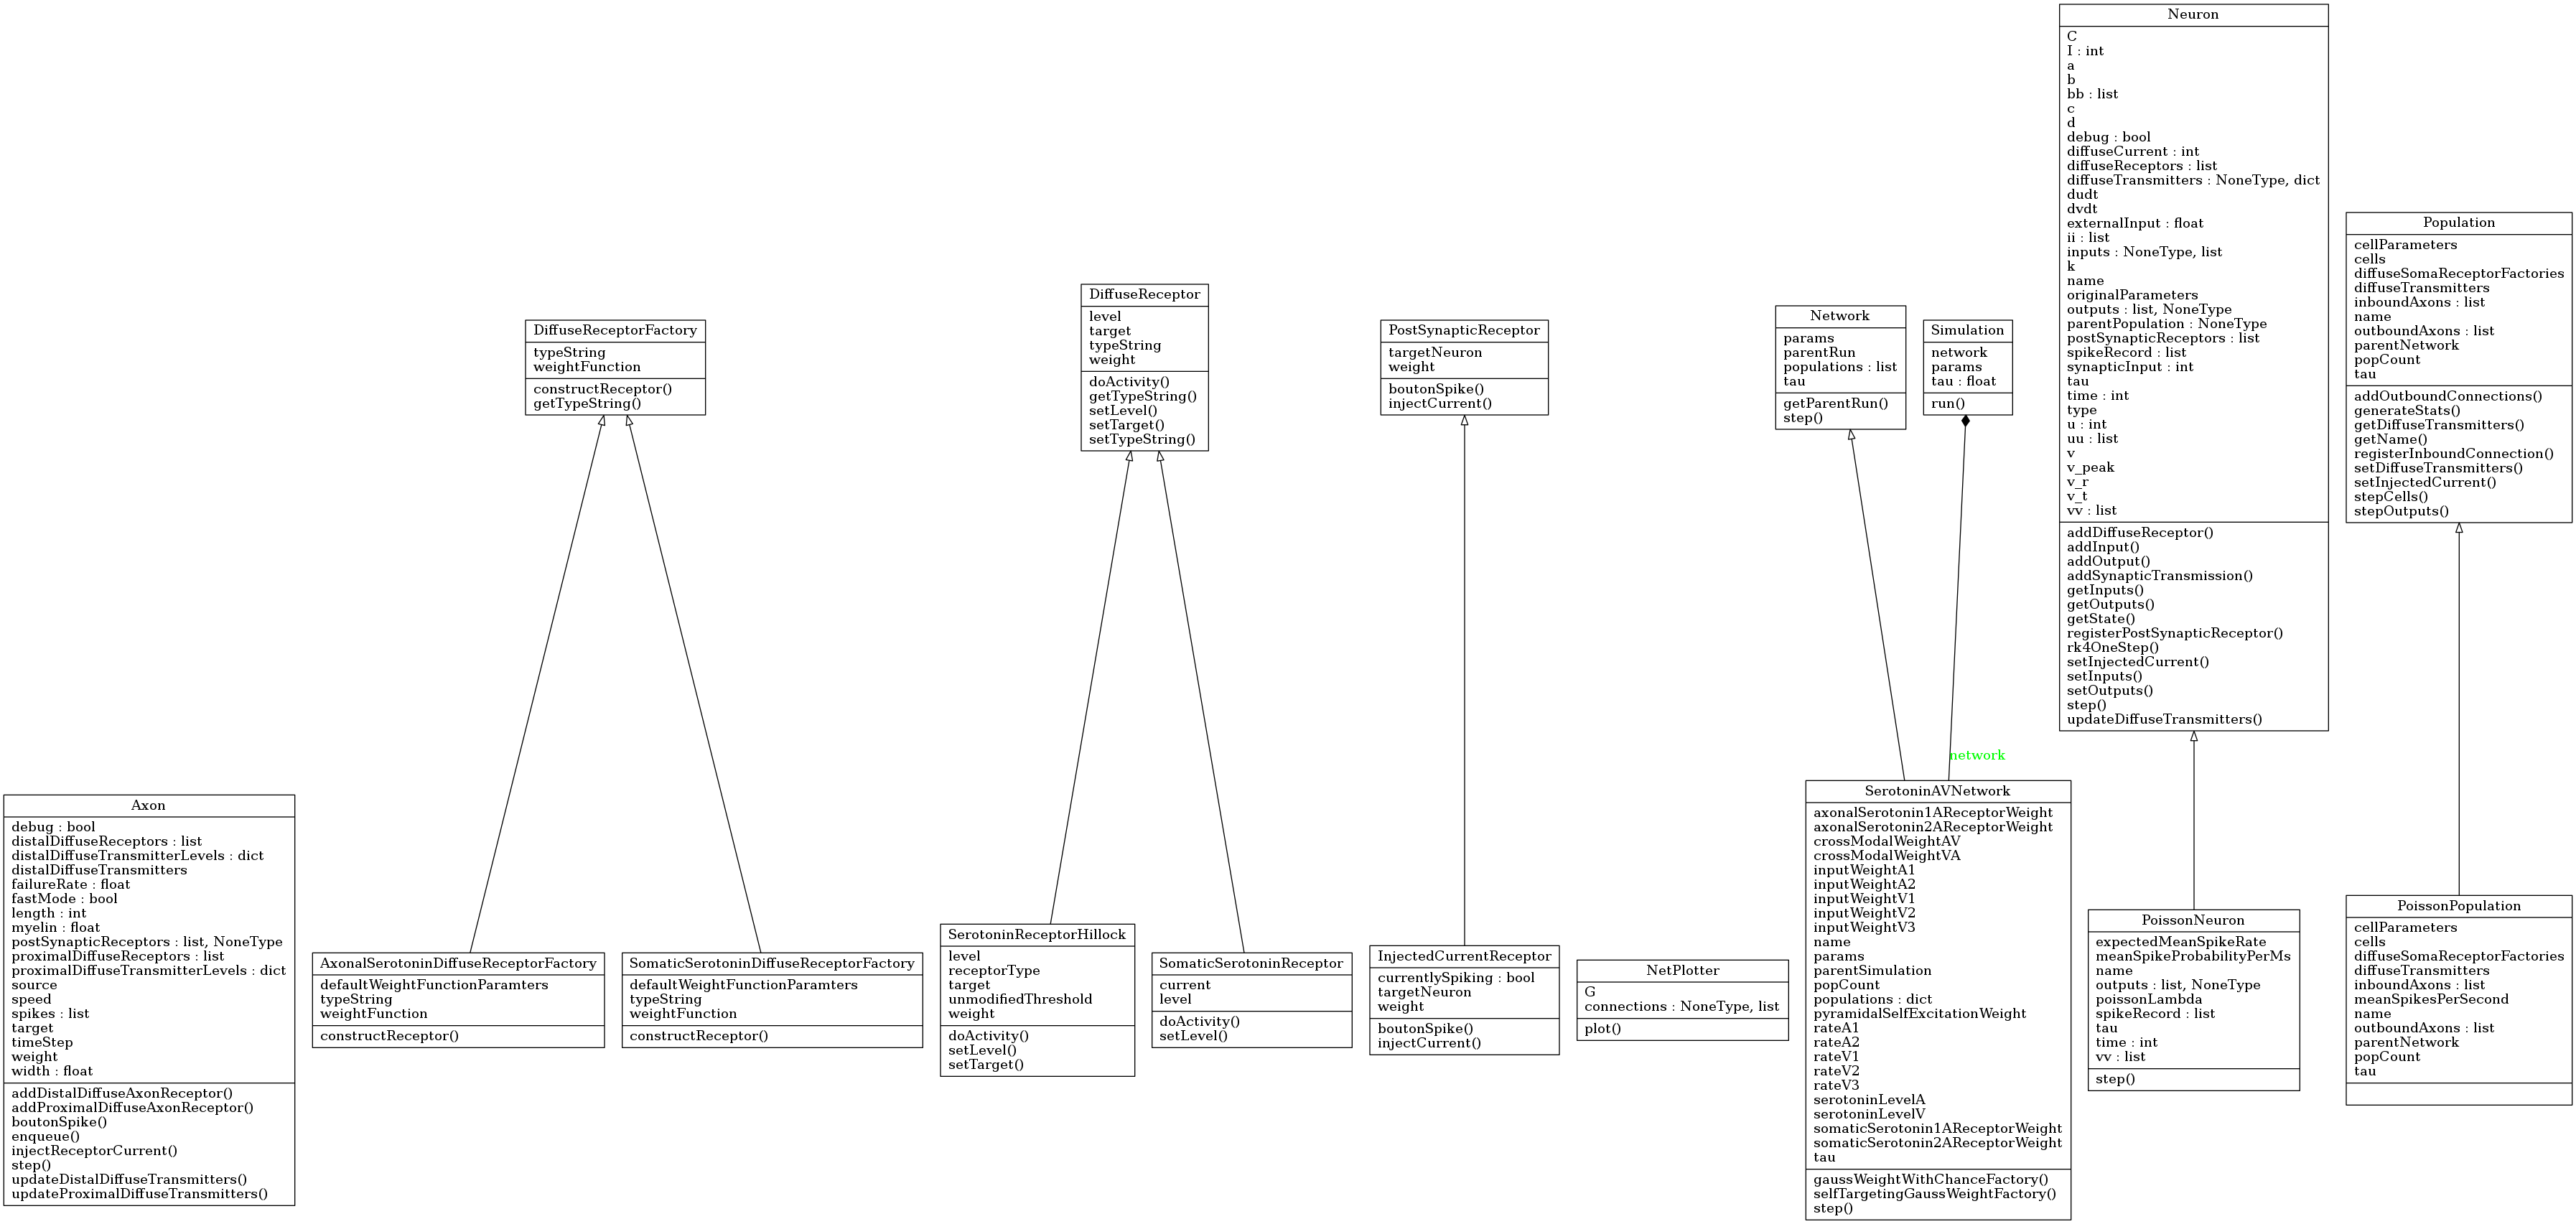 Axon
debug : bool
distalDiffuseReceptors : list
distalDiffuseTransmitterLevels : dict
distalDiffuseTransmitters
failureRate : float
fastMode : bool
length : int
myelin : float
postSynapticReceptors : list, NoneType
proximalDiffuseReceptors : list
proximalDiffuseTransmitterLevels : dict
source
speed
spikes : list
target
timeStep
weight
width : float
addDistalDiffuseAxonReceptor()
addProximalDiffuseAxonReceptor()
boutonSpike()
enqueue()
injectReceptorCurrent()
step()
updateDistalDiffuseTransmitters()
updateProximalDiffuseTransmitters()
DiffuseReceptorFactory
typeString
weightFunction
constructReceptor()
getTypeString()
AxonalSerotoninDiffuseReceptorFactory
defaultWeightFunctionParamters
typeString
weightFunction
constructReceptor()
SomaticSerotoninDiffuseReceptorFactory
defaultWeightFunctionParamters
typeString
weightFunction
constructReceptor()
DiffuseReceptor
level
target
typeString
weight
doActivity()
getTypeString()
setLevel()
setTarget()
setTypeString()
SerotoninReceptorHillock
level
receptorType
target
unmodifiedThreshold
weight
doActivity()
setLevel()
setTarget()
SomaticSerotoninReceptor
current
level
doActivity()
setLevel()
PostSynapticReceptor
targetNeuron
weight
boutonSpike()
injectCurrent()
InjectedCurrentReceptor
currentlySpiking : bool
targetNeuron
weight
boutonSpike()
injectCurrent()
NetPlotter
G
connections : NoneType, list
plot()
Network
params
parentRun
populations : list
tau
getParentRun()
step()
Simulation
network
params
tau : float
run()
network
SerotoninAVNetwork
axonalSerotonin1AReceptorWeight
axonalSerotonin2AReceptorWeight
crossModalWeightAV
crossModalWeightVA
inputWeightA1
inputWeightA2
inputWeightV1
inputWeightV2
inputWeightV3
name
params
parentSimulation
popCount
populations : dict
pyramidalSelfExcitationWeight
rateA1
rateA2
rateV1
rateV2
rateV3
serotoninLevelA
serotoninLevelV
somaticSerotonin1AReceptorWeight
somaticSerotonin2AReceptorWeight
tau
gaussWeightWithChanceFactory()
selfTargetingGaussWeightFactory()
step()
Neuron
C
I : int
a
b
bb : list
c
d
debug : bool
diffuseCurrent : int
diffuseReceptors : list
diffuseTransmitters : NoneType, dict
dudt
dvdt
externalInput : float
ii : list
inputs : NoneType, list
k
name
originalParameters
outputs : list, NoneType
parentPopulation : NoneType
postSynapticReceptors : list
spikeRecord : list
synapticInput : int
tau
time : int
type
u : int
uu : list
v
v_peak
v_r
v_t
vv : list
addDiffuseReceptor()
addInput()
addOutput()
addSynapticTransmission()
getInputs()
getOutputs()
getState()
registerPostSynapticReceptor()
rk4OneStep()
setInjectedCurrent()
setInputs()
setOutputs()
step()
updateDiffuseTransmitters()
PoissonNeuron
expectedMeanSpikeRate
meanSpikeProbabilityPerMs
name
outputs : list, NoneType
poissonLambda
spikeRecord : list
tau
time : int
vv : list
step()
Population
cellParameters
cells
diffuseSomaReceptorFactories
diffuseTransmitters
inboundAxons : list
name
outboundAxons : list
parentNetwork
popCount
tau
addOutboundConnections()
generateStats()
getDiffuseTransmitters()
getName()
registerInboundConnection()
setDiffuseTransmitters()
setInjectedCurrent()
stepCells()
stepOutputs()
PoissonPopulation
cellParameters
cells
diffuseSomaReceptorFactories
diffuseTransmitters
inboundAxons : list
meanSpikesPerSecond
name
outboundAxons : list
parentNetwork
popCount
tau